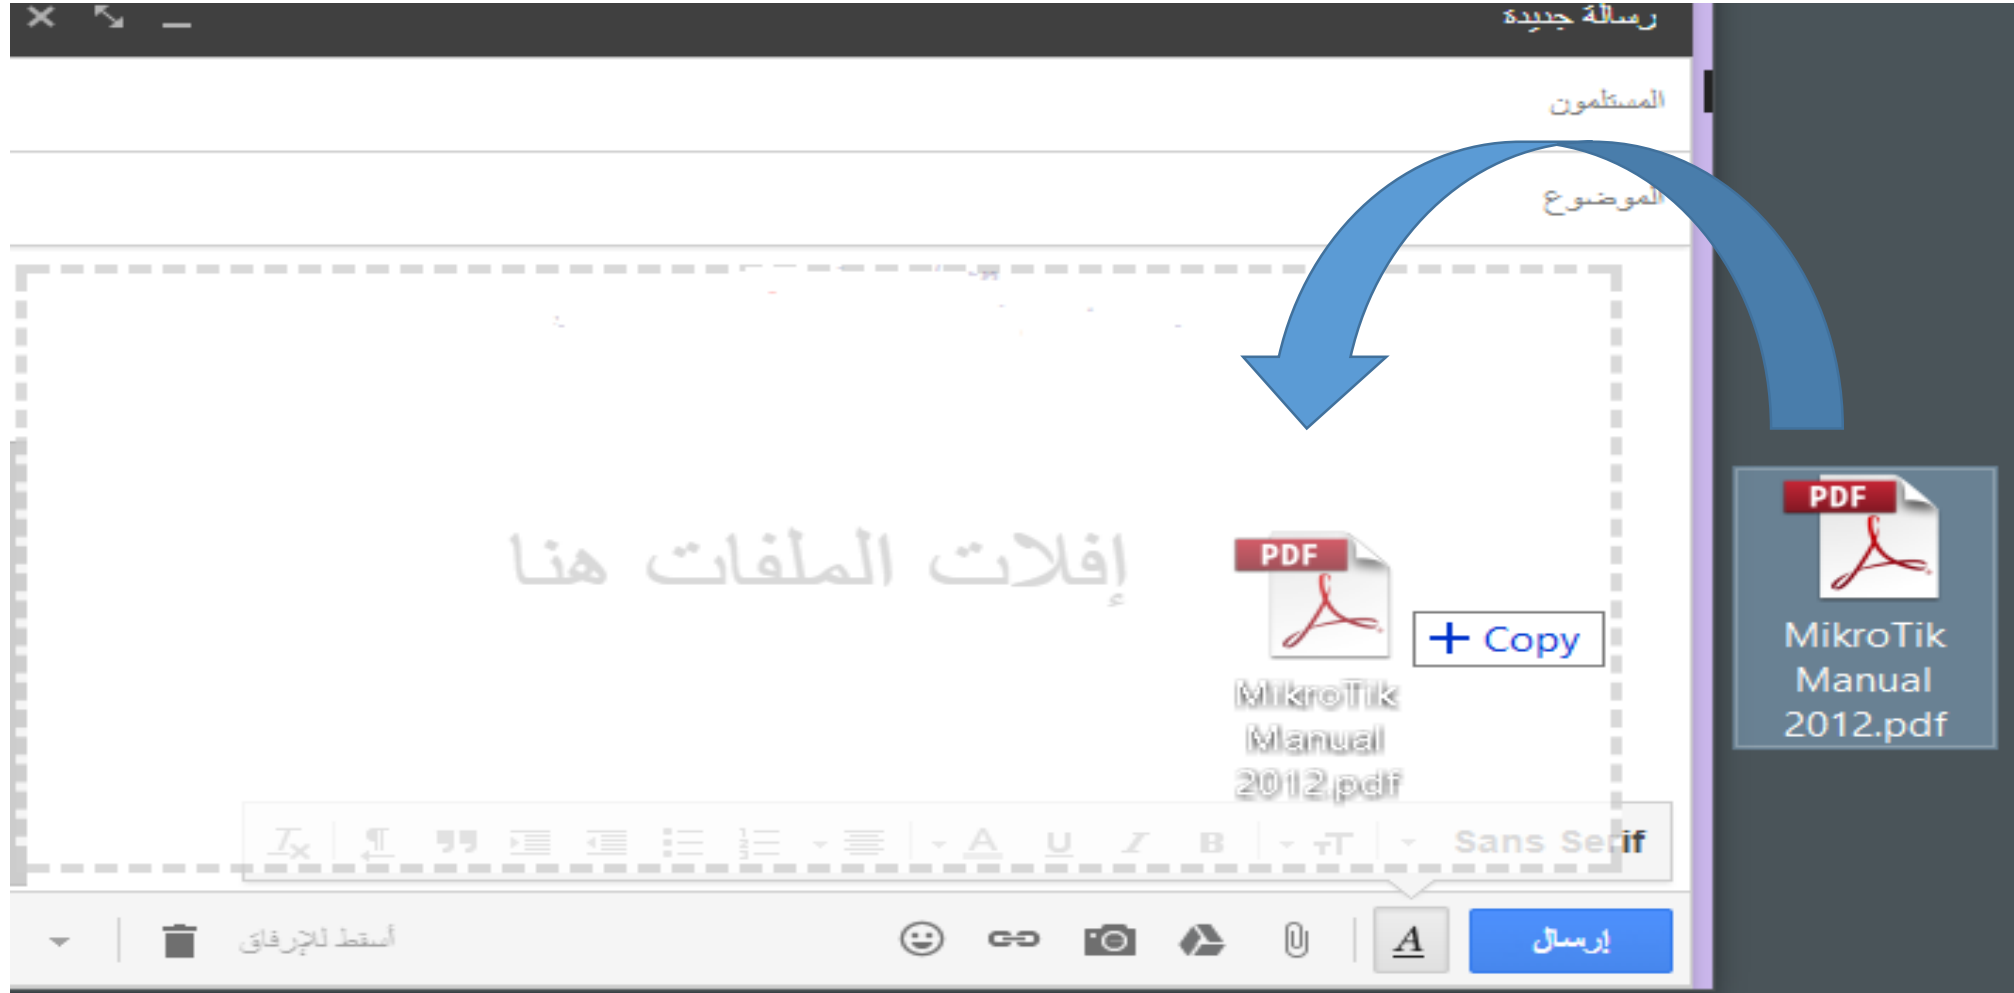 رسالة جديدة
المستلمون
الموضوع
إفلات الملفات هنا
PDF
+ Copy
MikroTik
Manual
2012.pdf
PDF
MikroTik
Manual
2012.pdf
Sans Serif
B I U A
إرسال
A
أسقط للإرفاق